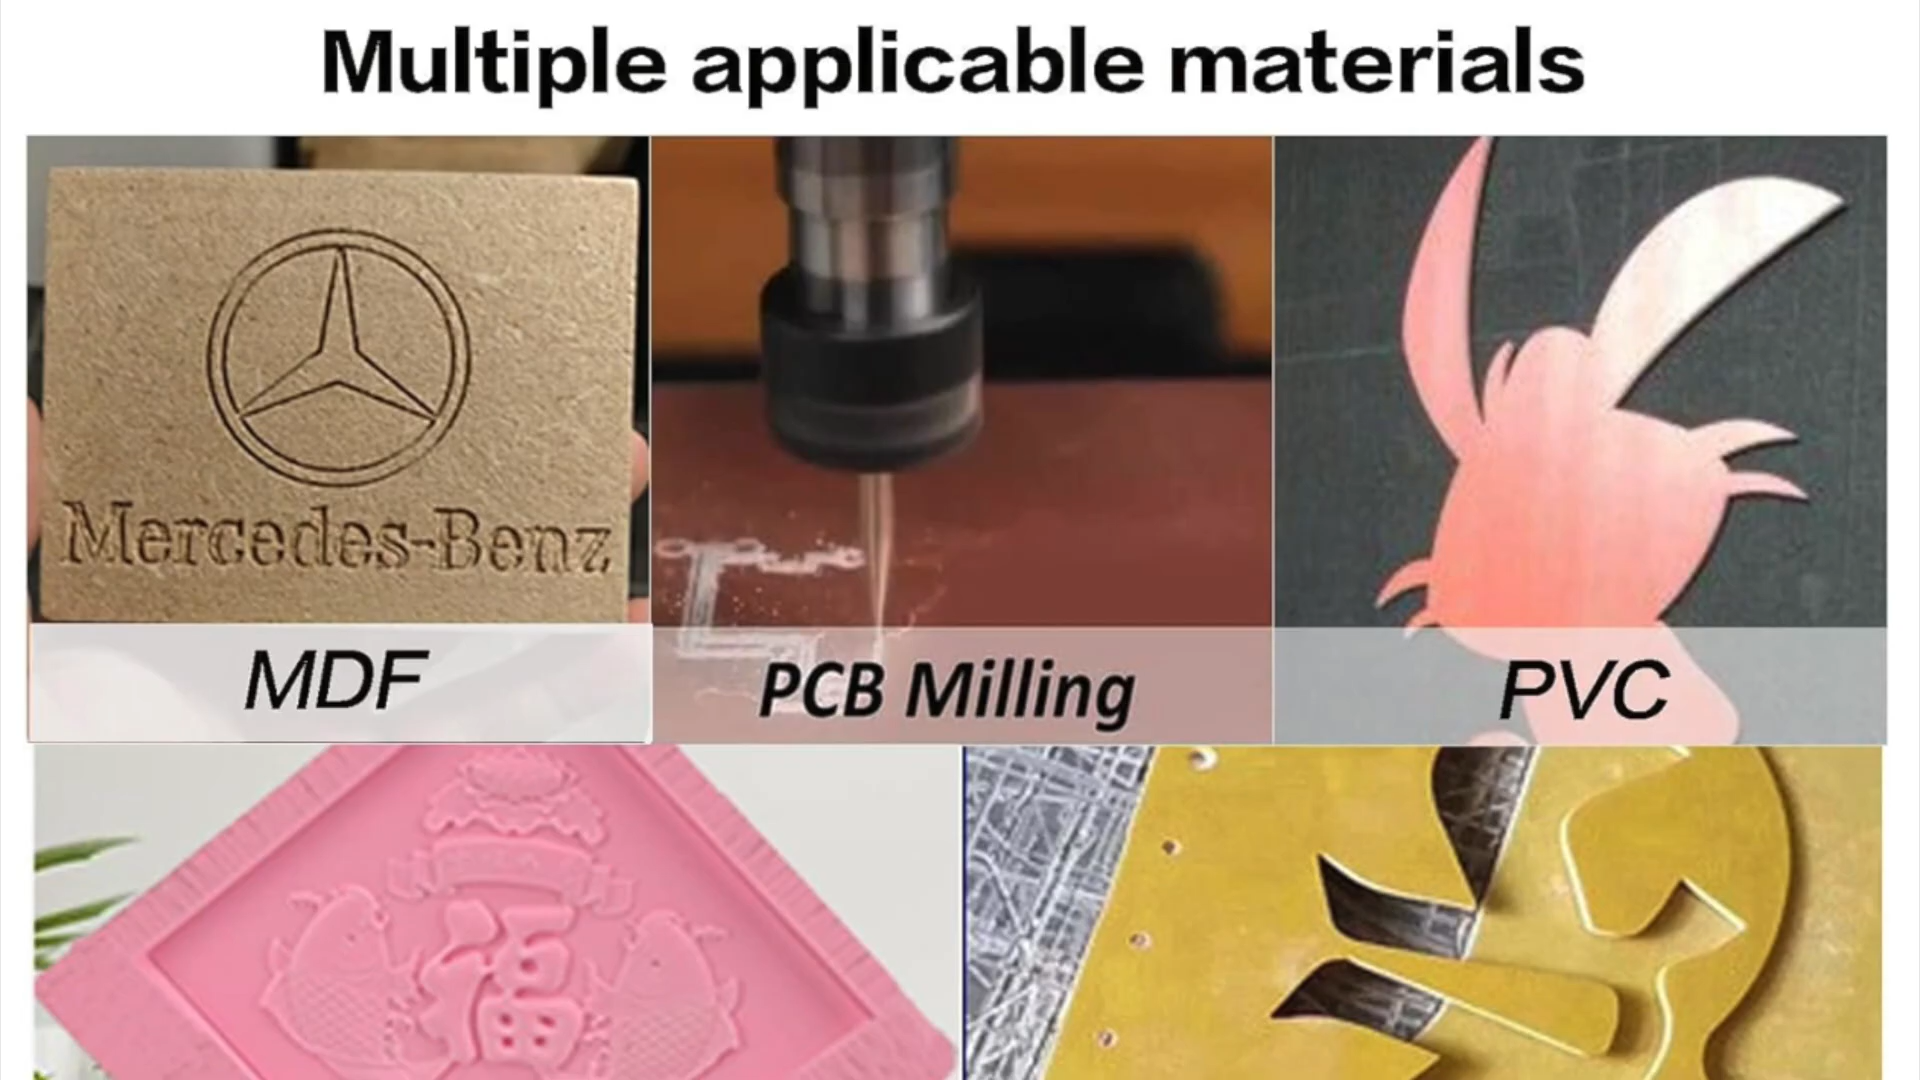 Multiple applicable materials
Mercedes-Benz
MDF
PCB Milling
PVC
福